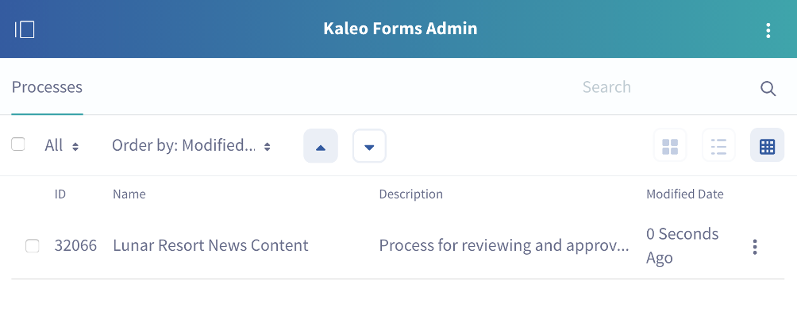 Kaleo Forms Admin
Processes Search
All Order by: Modified...
ID Name Description Modified Date
32066 Lunar Resort News Content Process for reviewing and approv... 0 Seconds
Ago